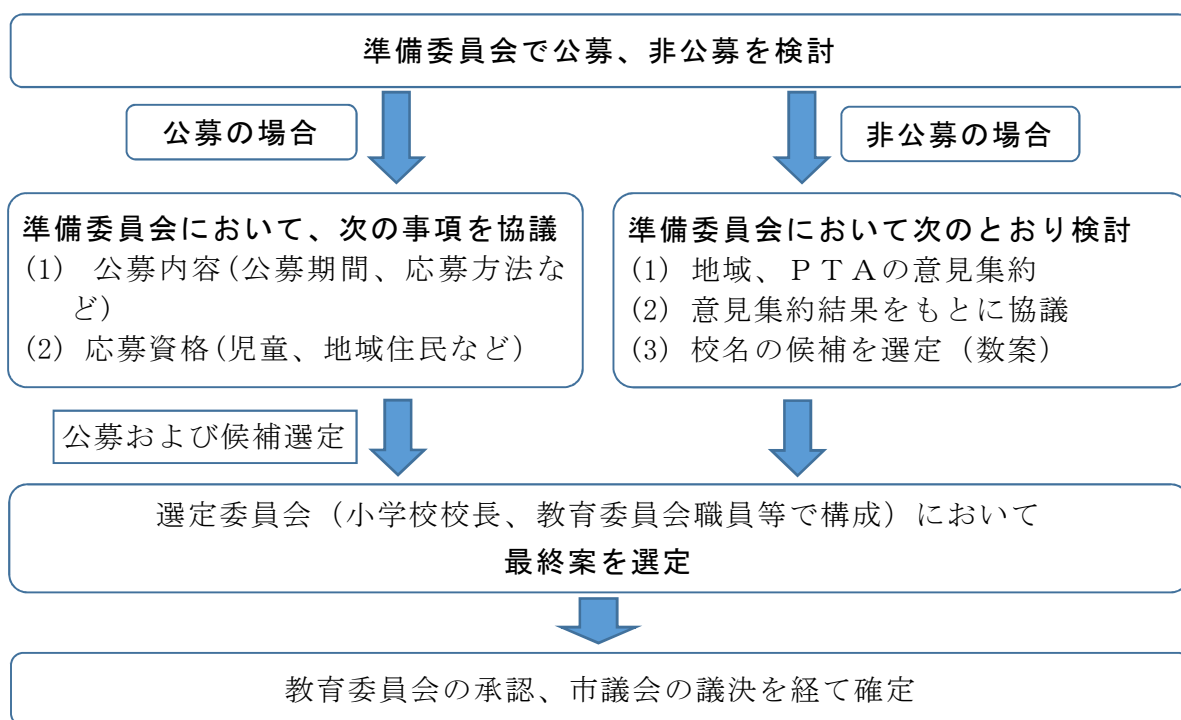 準備委員会で公募、非公募を検討
公募の場合
非公募の場合
準備委員会において、次の事項を協議
(1) 公募内容(公募期間、応募方法な
ど)
(2) 応募資格(児童、地域住民など)
準備委員会において次のとおり検討
(1) 地域、ＰＴＡの意見集約
(2) 意見集約結果をもとに協議
(3) 校名の候補を選定（数案）
公募および候補選定
選定委員会（小学校校長、教育委員会職員等で構成）において
最終案を選定
教育委員会の承認、市議会の議決を経て確定